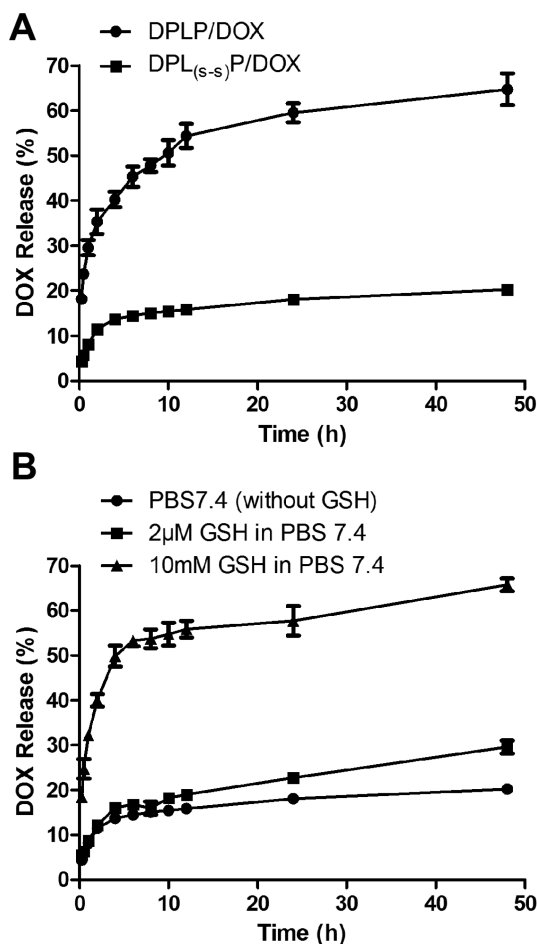 A
DPLP/DOX
DPL(s-s)P/DOX
DOX Release (%)
70
60
50
40
30
20
10
0
0 10 20 30 40 50
Time (h)
B
PBS7.4 (without GSH)
2µM GSH in PBS 7.4
10mM GSH in PBS 7.4
DOX Release (%)
70
60
50
40
30
20
10
0
0 10 20 30 40 50
Time (h)